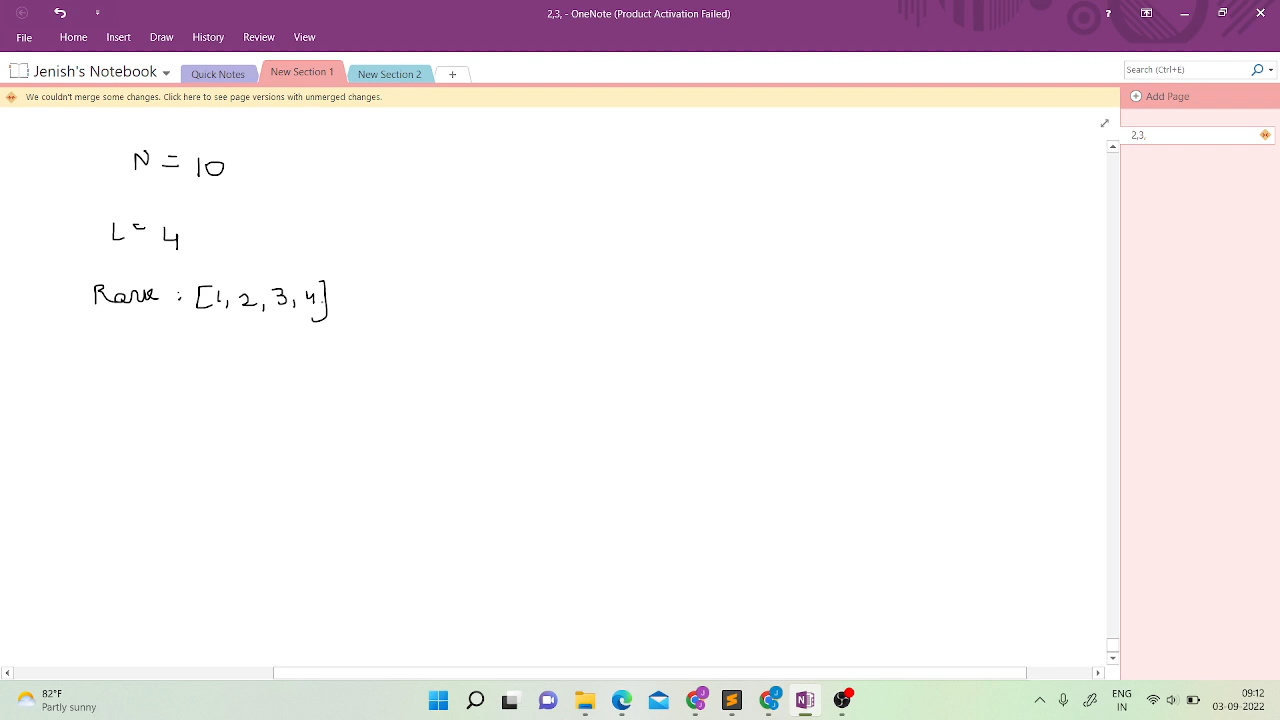 2,3, - OneNote (Product Activation Failed)
File Home Insert Draw History Review View
Jenish's Notebook Quick Notes New Section 1 New Section 2 +
Search (Ctrl+E)
We couldn't merge some changes. Click here to see page versions with unmerged changes.
Add Page
2,3,
N = 10
L = 4
Rank : [1, 2, 3, 4]
82°F
Partly sunny
ENG
IN
09:12
03-09-2022